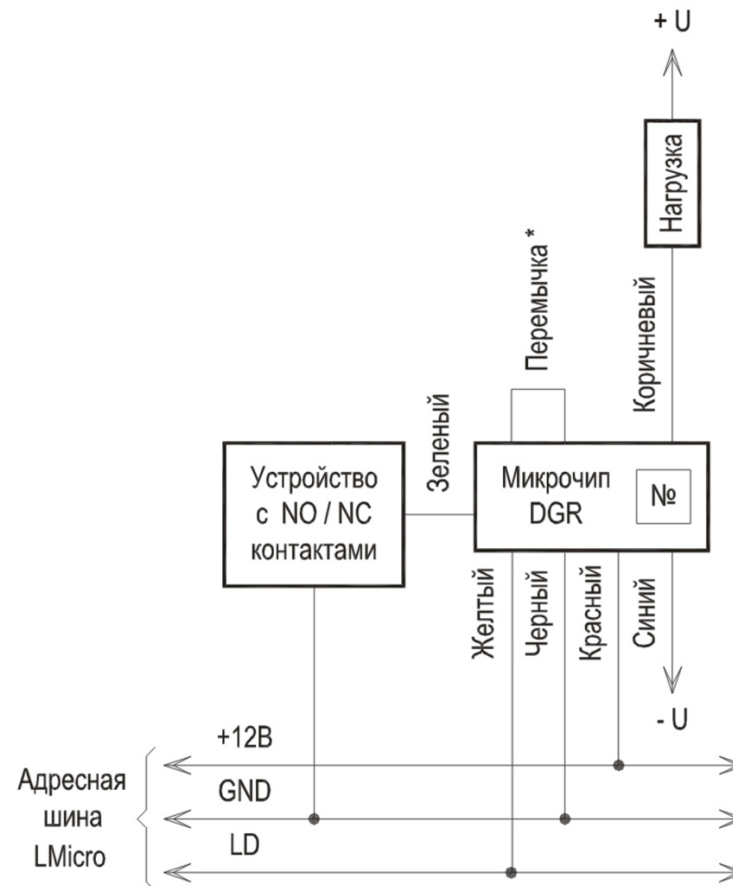 + U
Нагрузка
Перемычка *
Коричневый
Зеленый
Устройство
с NO / NC
контактами
Микрочип
DGR
№
Желтый
Черный
Красный
Синий
- U
+12В
GND
LD
Адресная
шина
LMicro